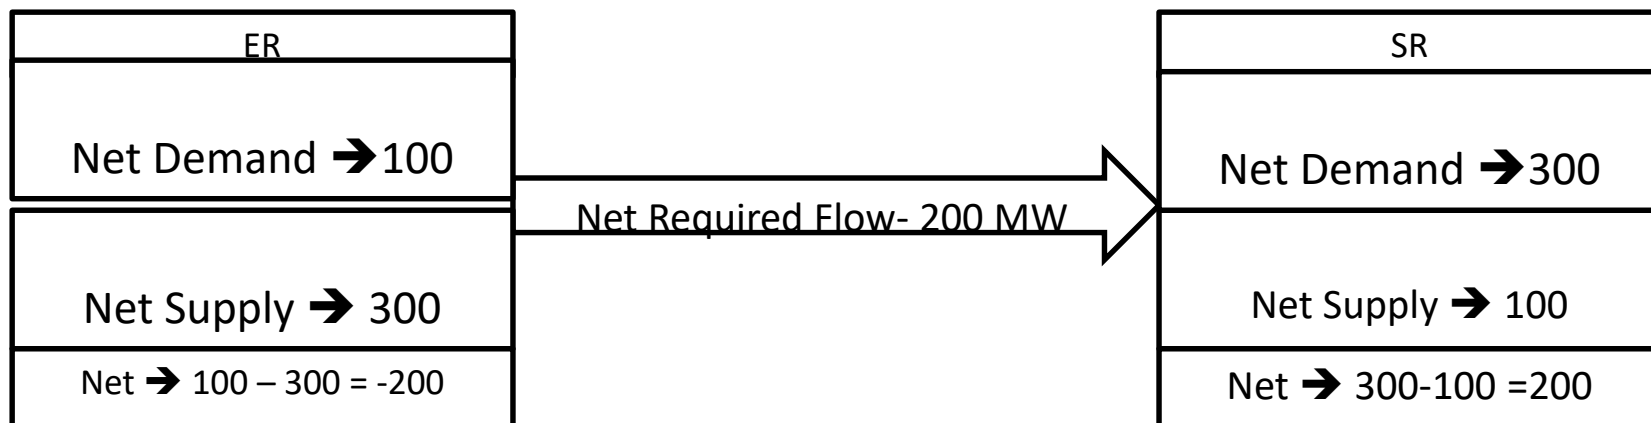 ER
Net Demand ➔100
Net Supply ➔ 300
Net ➔ 100 – 300 = -200
Net Required Flow- 200 MW
SR
Net Demand ➔300
Net Supply ➔ 100
Net ➔ 300-100 =200